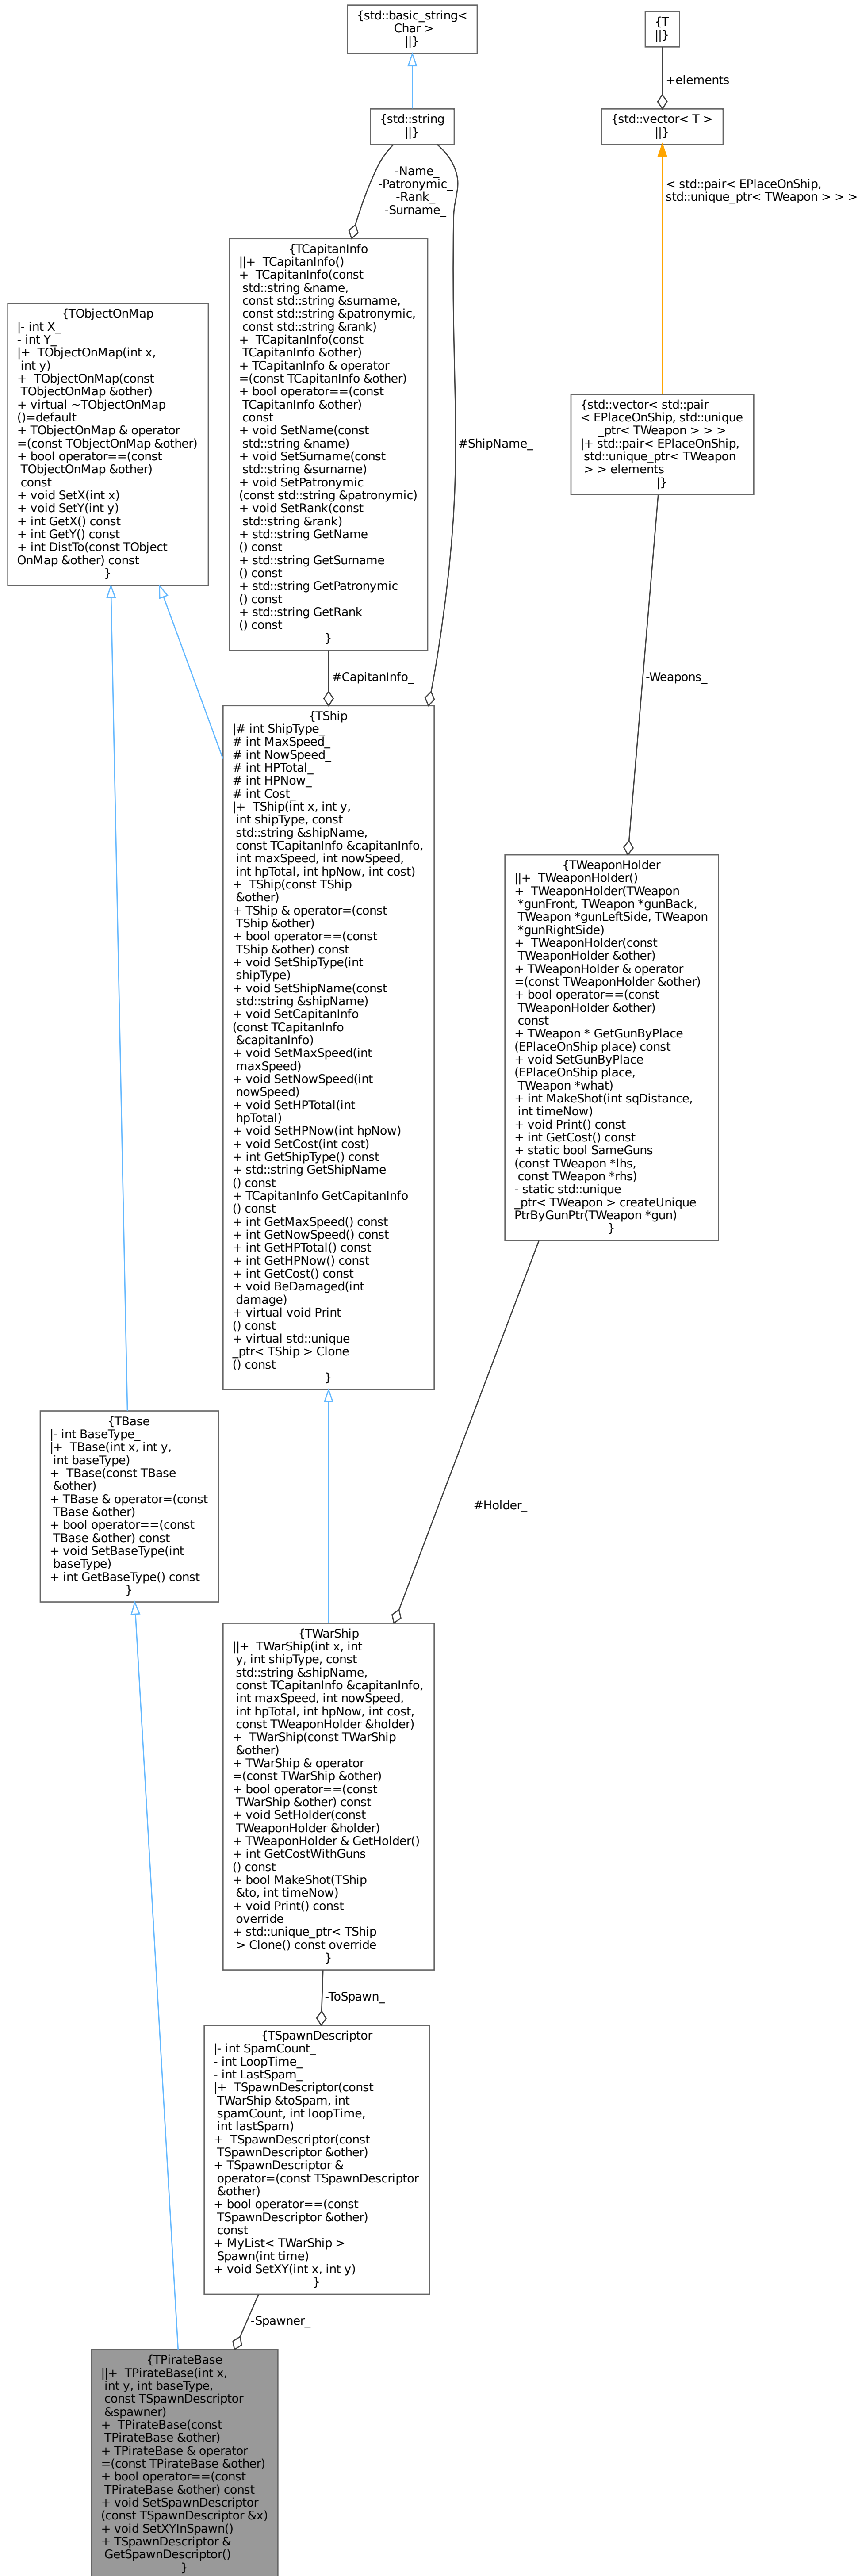 {std::basic_string<
Char >
||}
{T
||}
+elements
{std::string
||}
{std::vector< T >
||}
-Name_
-Patronymic_
-Rank_
-Surname_
< std::pair< EPlaceOnShip,
std::unique_ptr< TWeapon > > >
{TCapitanInfo
||+  TCapitanInfo()
+  TCapitanInfo(const
std::string &name,
const std::string &surname,
const std::string &patronymic,
const std::string &rank)
+  TCapitanInfo(const
TCapitanInfo &other)
+ TCapitanInfo & operator
=(const TCapitanInfo &other)
+ bool operator==(const
TCapitanInfo &other)
const
+ void SetName(const
std::string &name)
+ void SetSurname(const
std::string &surname)
+ void SetPatronymic
(const std::string &patronymic)
+ void SetRank(const
std::string &rank)
+ std::string GetName
() const
+ std::string GetSurname
() const
+ std::string GetPatronymic
() const
+ std::string GetRank
() const
}
{TObjectOnMap
|- int X_
- int Y_
|+  TObjectOnMap(int x,
int y)
+  TObjectOnMap(const
TObjectOnMap &other)
+ virtual ~TObjectOnMap
()=default
+ TObjectOnMap & operator
=(const TObjectOnMap &other)
+ bool operator==(const
TObjectOnMap &other)
const
+ void SetX(int x)
+ void SetY(int y)
+ int GetX() const
+ int GetY() const
+ int DistTo(const TObject
OnMap &other) const
}
#ShipName_
{std::vector< std::pair
< EPlaceOnShip, std::unique
_ptr< TWeapon > > >
|+ std::pair< EPlaceOnShip,
std::unique_ptr< TWeapon
> > elements
|}
#CapitanInfo_
-Weapons_
{TShip
|# int ShipType_
# int MaxSpeed_
# int NowSpeed_
# int HPTotal_
# int HPNow_
# int Cost_
|+  TShip(int x, int y,
int shipType, const
std::string &shipName,
const TCapitanInfo &capitanInfo,
int maxSpeed, int nowSpeed,
int hpTotal, int hpNow, int cost)
+  TShip(const TShip
&other)
+ TShip & operator=(const
TShip &other)
+ bool operator==(const
TShip &other) const
+ void SetShipType(int
shipType)
+ void SetShipName(const
std::string &shipName)
+ void SetCapitanInfo
(const TCapitanInfo
&capitanInfo)
+ void SetMaxSpeed(int
maxSpeed)
+ void SetNowSpeed(int
nowSpeed)
+ void SetHPTotal(int
hpTotal)
+ void SetHPNow(int hpNow)
+ void SetCost(int cost)
+ int GetShipType() const
+ std::string GetShipName
() const
+ TCapitanInfo GetCapitanInfo
() const
+ int GetMaxSpeed() const
+ int GetNowSpeed() const
+ int GetHPTotal() const
+ int GetHPNow() const
+ int GetCost() const
+ void BeDamaged(int
damage)
+ virtual void Print
() const
+ virtual std::unique
_ptr< TShip > Clone
() const
}
{TWeaponHolder
||+  TWeaponHolder()
+  TWeaponHolder(TWeapon
*gunFront, TWeapon *gunBack,
TWeapon *gunLeftSide, TWeapon
*gunRightSide)
+  TWeaponHolder(const
TWeaponHolder &other)
+ TWeaponHolder & operator
=(const TWeaponHolder &other)
+ bool operator==(const
TWeaponHolder &other)
const
+ TWeapon * GetGunByPlace
(EPlaceOnShip place) const
+ void SetGunByPlace
(EPlaceOnShip place,
TWeapon *what)
+ int MakeShot(int sqDistance,
int timeNow)
+ void Print() const
+ int GetCost() const
+ static bool SameGuns
(const TWeapon *lhs,
const TWeapon *rhs)
- static std::unique
_ptr< TWeapon > createUnique
PtrByGunPtr(TWeapon *gun)
}
{TBase
|- int BaseType_
|+  TBase(int x, int y,
int baseType)
+  TBase(const TBase
&other)
+ TBase & operator=(const
TBase &other)
+ bool operator==(const
TBase &other) const
+ void SetBaseType(int
baseType)
+ int GetBaseType() const
}
#Holder_
{TWarShip
||+  TWarShip(int x, int
y, int shipType, const
std::string &shipName,
const TCapitanInfo &capitanInfo,
int maxSpeed, int nowSpeed,
int hpTotal, int hpNow, int cost,
const TWeaponHolder &holder)
+  TWarShip(const TWarShip
&other)
+ TWarShip & operator
=(const TWarShip &other)
+ bool operator==(const
TWarShip &other) const
+ void SetHolder(const
TWeaponHolder &holder)
+ TWeaponHolder & GetHolder()
+ int GetCostWithGuns
() const
+ bool MakeShot(TShip
&to, int timeNow)
+ void Print() const
override
+ std::unique_ptr< TShip
> Clone() const override
}
-ToSpawn_
{TSpawnDescriptor
|- int SpamCount_
- int LoopTime_
- int LastSpam_
|+  TSpawnDescriptor(const
TWarShip &toSpam, int
spamCount, int loopTime,
int lastSpam)
+  TSpawnDescriptor(const
TSpawnDescriptor &other)
+ TSpawnDescriptor &
operator=(const TSpawnDescriptor
&other)
+ bool operator==(const
TSpawnDescriptor &other)
const
+ MyList< TWarShip >
Spawn(int time)
+ void SetXY(int x, int y)
}
-Spawner_
{TPirateBase
||+  TPirateBase(int x,
int y, int baseType,
const TSpawnDescriptor
&spawner)
+  TPirateBase(const
TPirateBase &other)
+ TPirateBase & operator
=(const TPirateBase &other)
+ bool operator==(const
TPirateBase &other) const
+ void SetSpawnDescriptor
(const TSpawnDescriptor &x)
+ void SetXYInSpawn()
+ TSpawnDescriptor &
GetSpawnDescriptor()
}